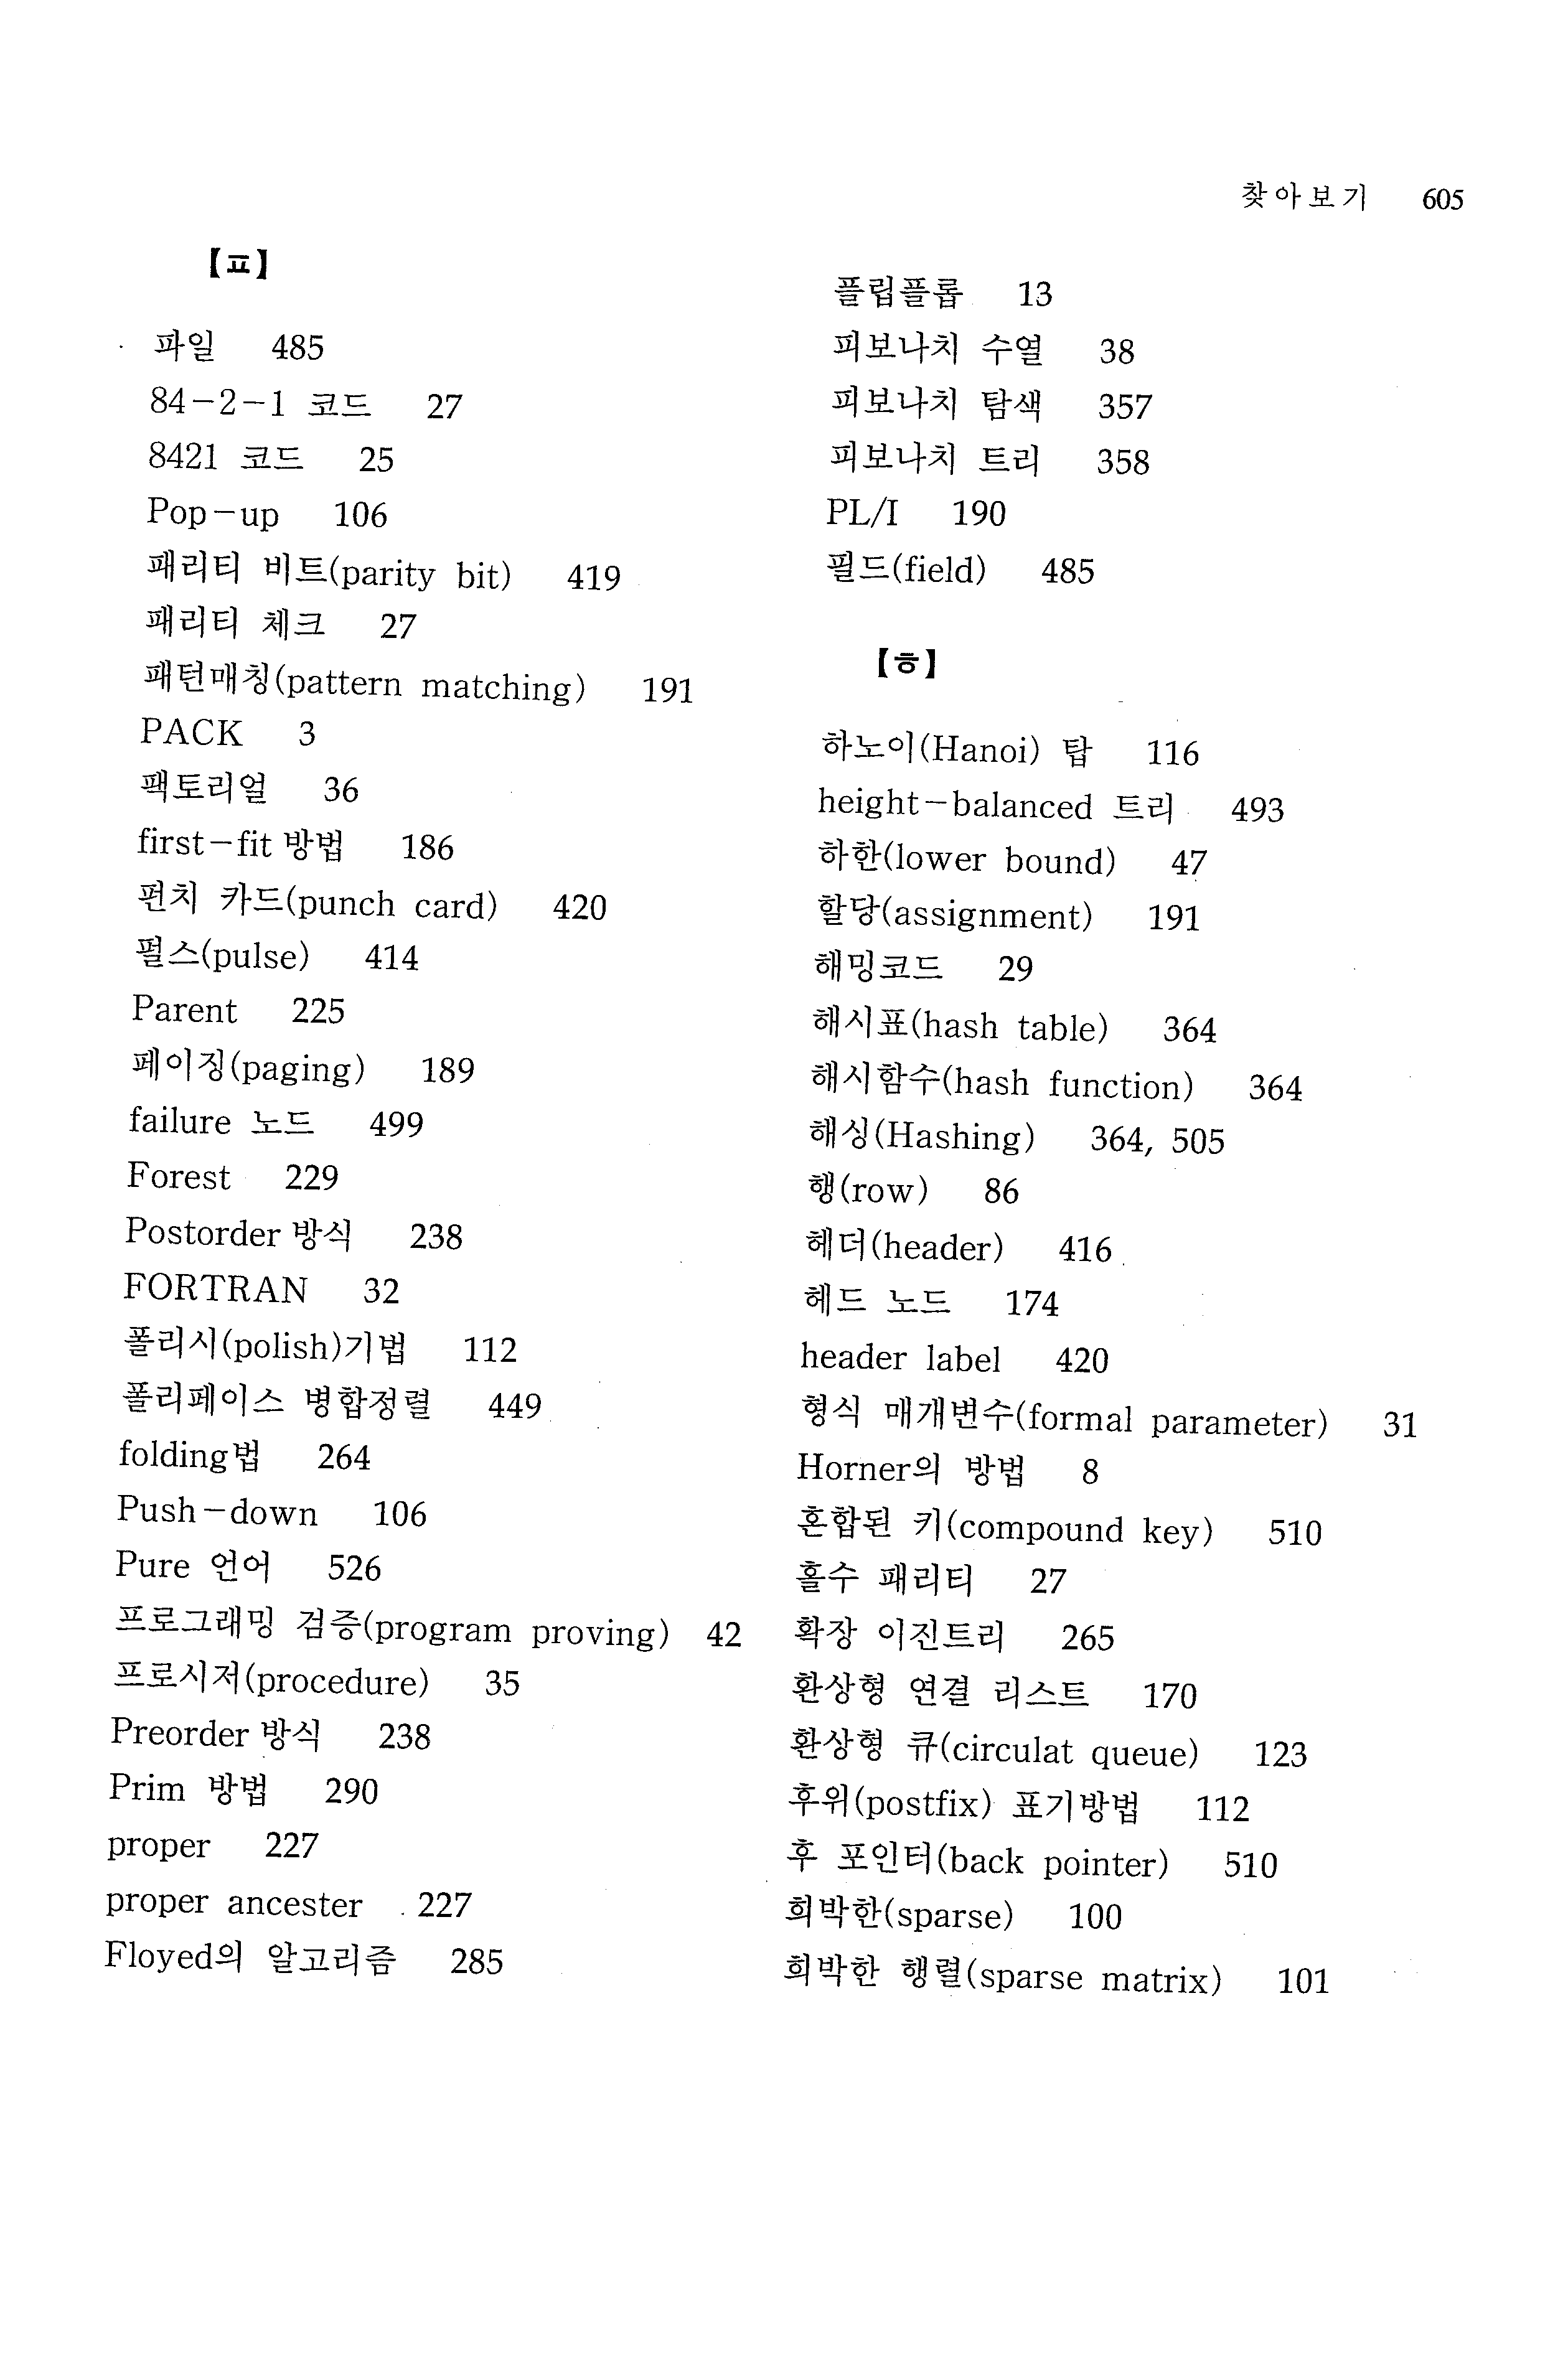 찾아보기 605
【ㅍ】
파일 485
84-2-1 코드 27
8421 코드 25
Pop-up 106
패리티 비트(parity bit) 419
패리티 체크 27
패턴매칭(pattern matching) 191
PACK 3
팩토리얼 36
first-fit 방법 186
펀치 카드(punch card) 420
펄스(pulse) 414
Parent 225
페이징(paging) 189
failure 노드 499
Forest 229
Postorder 방식 238
FORTRAN 32
폴리시(polish)기법 112
폴리페이스 병합정렬 449
folding법 264
Push-down 106
Pure 언어 526
프로그래밍 검증(program proving) 42
프로시저(procedure) 35
Preorder 방식 238
Prim 방법 290
proper 227
proper ancester 227
Floyed의 알고리즘 285
플립플롭 13
피보나치 수열 38
피보나치 탐색 357
피보나치 트리 358
PL/I 190
필드(field) 485
【ㅎ】
하노이(Hanoi) 탑 116
height-balanced 트리 493
하한(lower bound) 47
할당(assignment) 191
해밍코드 29
해시표(hash table) 364
해시함수(hash function) 364
해싱(Hashing) 364, 505
행(row) 86
헤더(header) 416
헤드 노드 174
header label 420
형식 매개변수(formal parameter) 31
Horner의 방법 8
혼합된 키(compound key) 510
홀수 패리티 27
확장 이진트리 265
환상형 연결 리스트 170
환상형 큐(circulat queue) 123
후위(postfix) 표기방법 112
후 포인터(back pointer) 510
희박한(sparse) 100
희박한 행렬(sparse matrix) 101